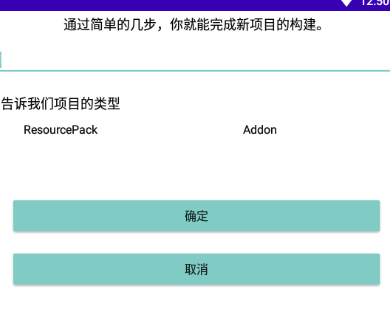 12:50
通过简单的几步，你就能完成新项目的构建。
告诉我们项目的类型
ResourcePack Addon
确定
取消